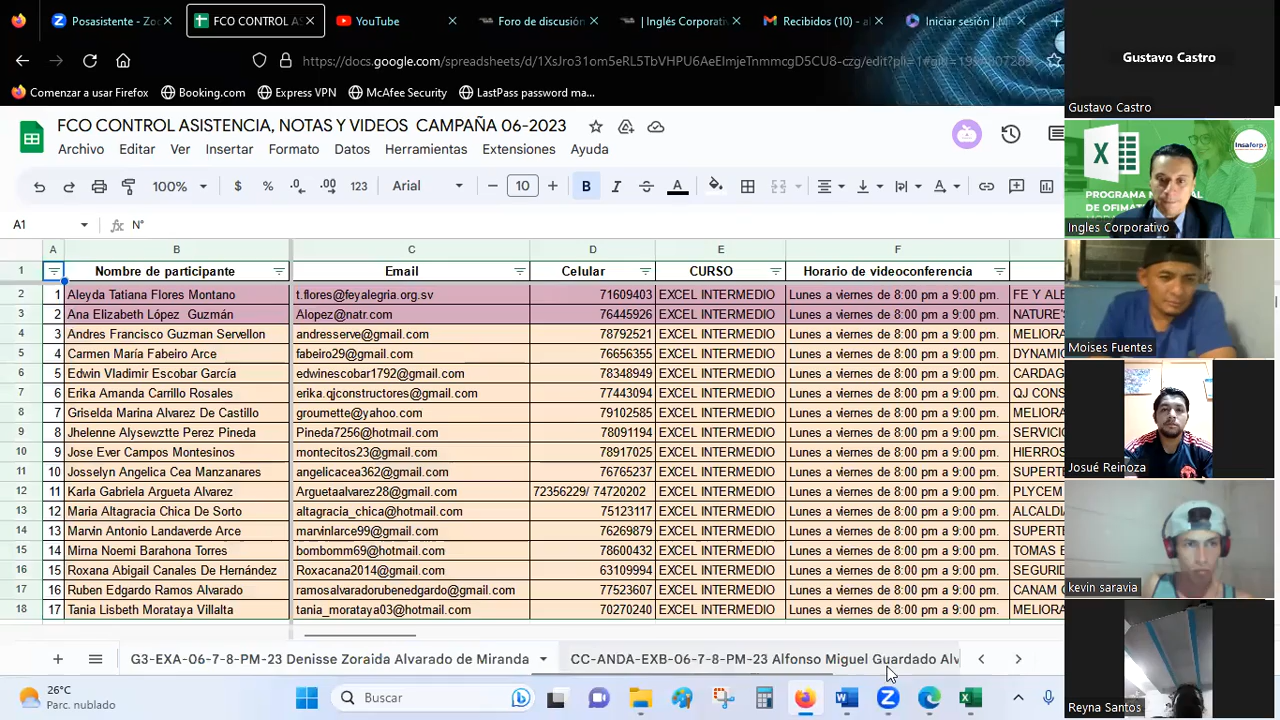 Posasistente - Zoo
FCO CONTROL AS
YouTube
Foro de discusión
| Inglés Corporativ
Recibidos (10) - al
Iniciar sesión | M
https://docs.google.com/spreadsheets/d/
Comenzar a usar Firefox
Booking.com
Express VPN
McAfee Security
LastPass password ma...
FCO CONTROL ASISTENCIA, NOTAS Y VIDEOS CAMPAÑA 06-2023
Archivo Editar Ver Insertar Formato Datos Herramientas Extensiones Ayuda
100% $ % .0 .00 123 Arial 10 B I A
A1 fx N°
A B C D E F
1 Nombre de participante Email Celular CURSO Horario de videoconferencia
2 1 Aleyda Tatiana Flores Montano t.flores@feyalegria.org.sv 71609403 EXCEL INTERMEDIO Lunes a viernes de 8:00 pm a 9:00 pm. FE Y ALE
3 2 Ana Elizabeth López Guzmán Alopez@natr.com 76445926 EXCEL INTERMEDIO Lunes a viernes de 8:00 pm a 9:00 pm. NATURE'S
4 3 Andres Francisco Guzman Servellon andresserve@gmail.com 78792521 EXCEL INTERMEDIO Lunes a viernes de 8:00 pm a 9:00 pm. MELIORA
5 4 Carmen María Fabeiro Arce fabeiro29@gmail.com 76656355 EXCEL INTERMEDIO Lunes a viernes de 8:00 pm a 9:00 pm. DYNAMIC
6 5 Edwin Vladimir Escobar García edwinescobar1792@gmail.com 78348949 EXCEL INTERMEDIO Lunes a viernes de 8:00 pm a 9:00 pm. CARDAG
7 6 Erika Amanda Carrillo Rosales erika.qjconstructores@gmail.com 77443094 EXCEL INTERMEDIO Lunes a viernes de 8:00 pm a 9:00 pm. QJ CONS
8 7 Griselda Marina Alvarez De Castillo groumette@yahoo.com 79102585 EXCEL INTERMEDIO Lunes a viernes de 8:00 pm a 9:00 pm. MELIORA
9 8 Jhelenne Alysewztte Perez Pineda Pineda7256@hotmail.com 78091194 EXCEL INTERMEDIO Lunes a viernes de 8:00 pm a 9:00 pm. SERVICIO
10 9 Jose Ever Campos Montesinos montecitos23@gmail.com 78917025 EXCEL INTERMEDIO Lunes a viernes de 8:00 pm a 9:00 pm. HIERROS
11 10 Josselyn Angelica Cea Manzanares angelicacea362@gmail.com 76765237 EXCEL INTERMEDIO Lunes a viernes de 8:00 pm a 9:00 pm. SUPERTE
12 11 Karla Gabriela Argueta Alvarez Arguetaalvarez28@gmail.com 72356229/ 74720202 EXCEL INTERMEDIO Lunes a viernes de 8:00 pm a 9:00 pm. PLYCEM
13 12 Maria Altagracia Chica De Sorto altagracia_chica@hotmail.com 75123117 EXCEL INTERMEDIO Lunes a viernes de 8:00 pm a 9:00 pm. ALCALDIA
14 13 Marvin Antonio Landaverde Arce marvinlarce99@gmail.com 76269879 EXCEL INTERMEDIO Lunes a viernes de 8:00 pm a 9:00 pm. SUPERTE
15 14 Mirna Noemi Barahona Torres bombomm69@hotmail.com 78600432 EXCEL INTERMEDIO Lunes a viernes de 8:00 pm a 9:00 pm. TOMAS E
16 15 Roxana Abigail Canales De Hernández Roxacana2014@gmail.com 63109994 EXCEL INTERMEDIO Lunes a viernes de 8:00 pm a 9:00 pm. SEGURID
17 16 Ruben Edgardo Ramos Alvarado ramosalvaradorubenedgardo@gmail.com 77523607 EXCEL INTERMEDIO Lunes a viernes de 8:00 pm a 9:00 pm. CANAM
18 17 Tania Lisbeth Morataya Villalta tania_morataya03@hotmail.com 70270240 EXCEL INTERMEDIO Lunes a viernes de 8:00 pm a 9:00 pm. MELIORA
G3-EXA-06-7-8-PM-23 Denisse Zoraida Alvarado de Miranda
CC-ANDA-EXB-06-7-8-PM-23 Alfonso Miguel Guardado Alv
26°C
Parc. nublado
Buscar
Gustavo Castro
Gustavo Castro
Insaforp
PROGRAMA
DE OFIMÁT
Ingles Corporativo
Moises Fuentes
Josué Reinoza
kevin saravia
Reyna Santos